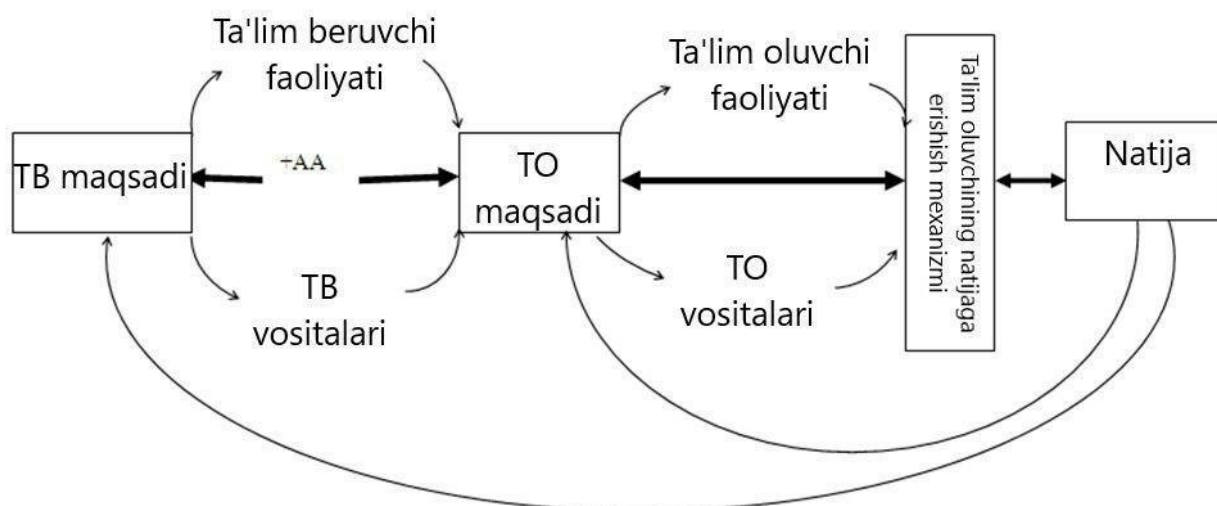 Ta'lim beruvchi
faoliyati
Ta'lim oluvchi
faoliyati
Ta'lim oluvchining natijaga
erishish mexanizmi
TB maqsadi
+AA
TO
maqsadi
Natija
TB
vositalari
TO
vositalari